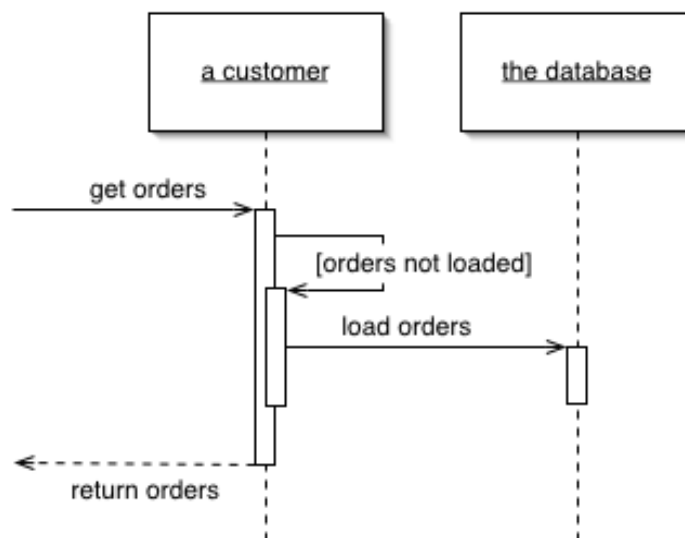 a customer
the database
get orders
[orders not loaded]
load orders
return orders